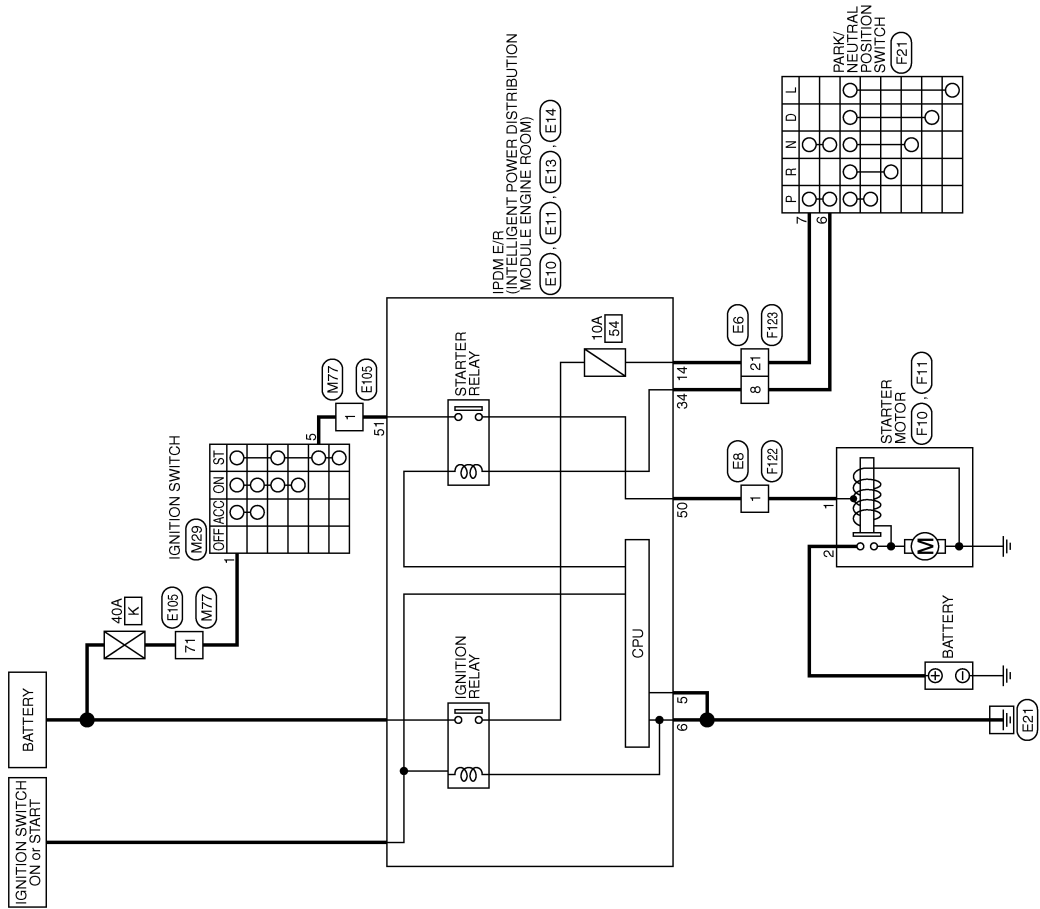 IGNITION SWITCH
ON or START
BATTERY
40A
K
E105
71
M77
1
IGNITION SWITCH
M29
OFF
ACC
ON
ST
5
M77
1
E105
51
IPDM E/R
(INTELLIGENT POWER DISTRIBUTION
MODULE ENGINE ROOM)
E10 , E11 , E13 , E14
IGNITION
RELAY
STARTER
RELAY
10A
54
CPU
6
5
50
34
14
E8
1
F122
E6
8
21
F123
BATTERY
+
−
E21
2
1
M
STARTER
MOTOR
F10 , F11
7
6
P
R
N
D
L
PARK/
NEUTRAL
POSITION
SWITCH
F21